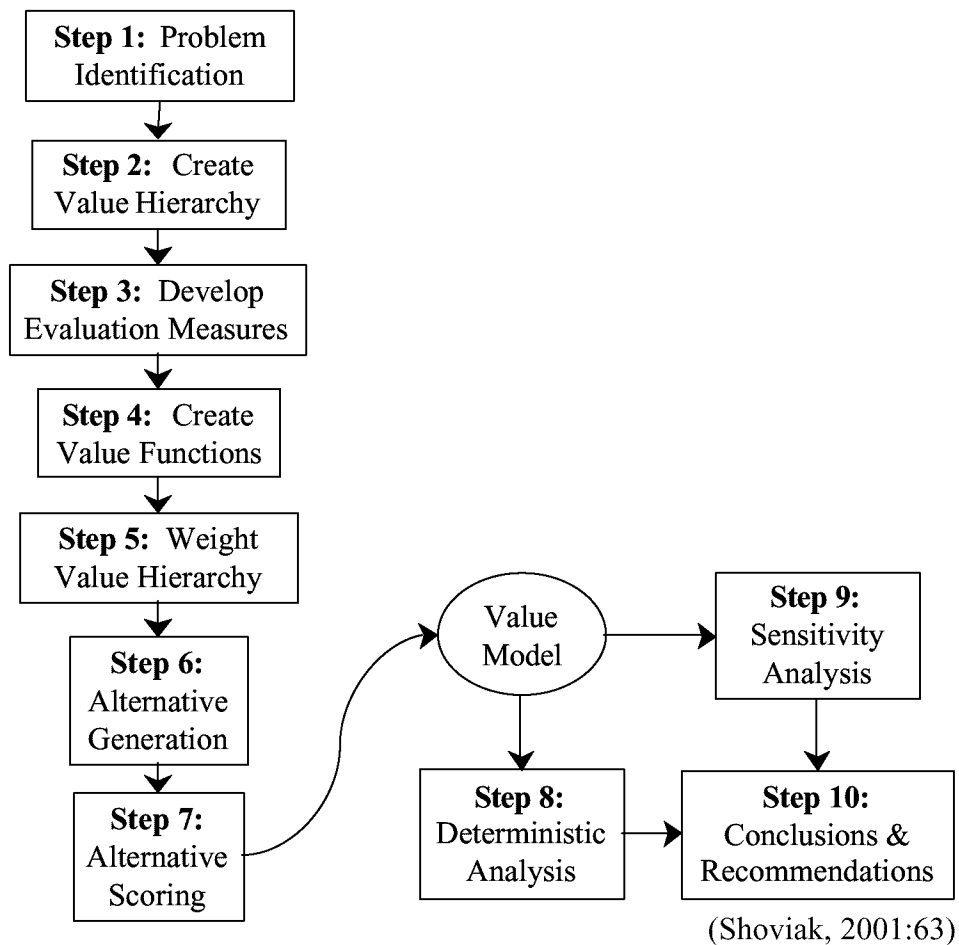 Step 1: Problem
Identification
Step 2: Create
Value Hierarchy
Step 3: Develop
Evaluation Measures
Step 4: Create
Value Functions
Step 5: Weight
Value Hierarchy
Step 6:
Alternative
Generation
Step 7:
Alternative
Scoring
Value
Model
Step 8:
Deterministic
Analysis
Step 9:
Sensitivity
Analysis
Step 10:
Conclusions &
Recommendations
(Shoviak, 2001:63)